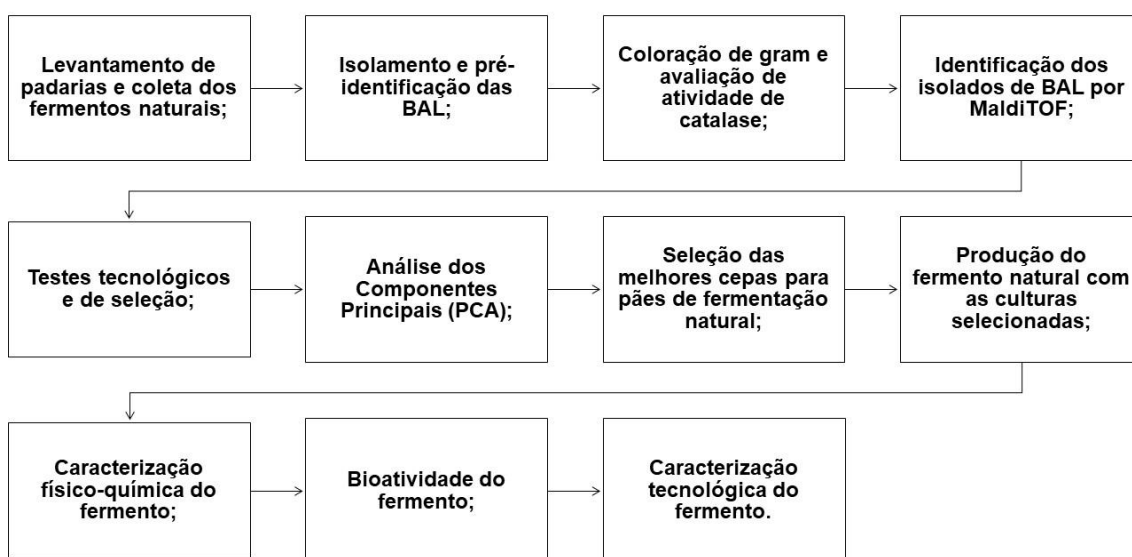 Levantamento de
padarias e coleta dos
fermentos naturais;
Isolamento e pré-
identificação das
BAL;
Coloração de gram e
avaliação de
atividade de
catalase;
Identificação dos
isolados de BAL por
MaldiTOF;
Testes tecnológicos
e de seleção;
Análise dos
Componentes
Principais (PCA);
Seleção das
melhores cepas para
pães de fermentação
natural;
Produção do
fermento natural com
as culturas
selecionadas;
Caracterização
físico-química do
fermento;
Bioatividade do
fermento;
Caracterização
tecnológica do
fermento.